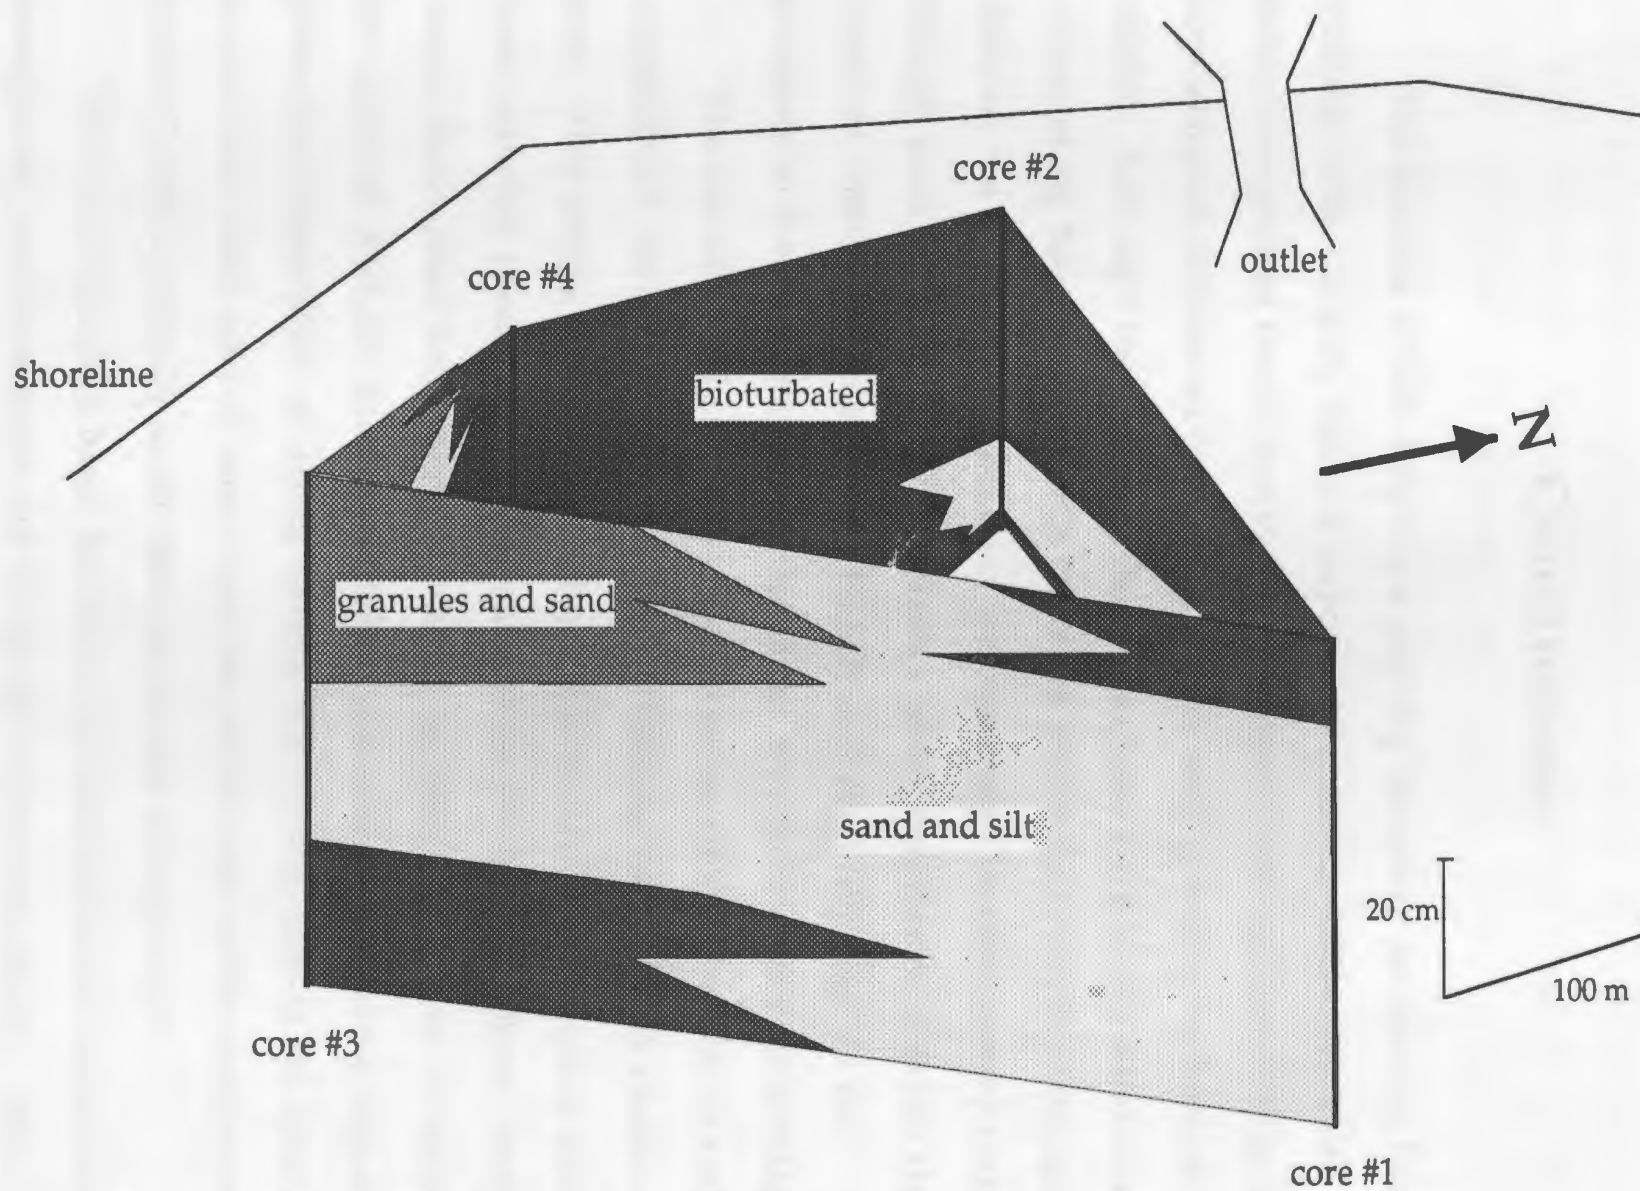 core #2
outlet
core #4
shoreline
bioturbated
N
granules and sand
sand and silt
20 cm
100 m
core #3
core #1